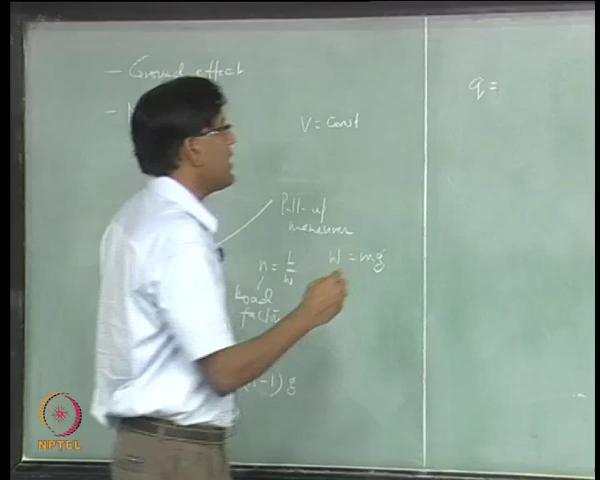 - Ground effect
-
V = Const
Pull-up
maneuver
n = L/W
W = mg
Load
factor
-1) g
q =
NPTEL